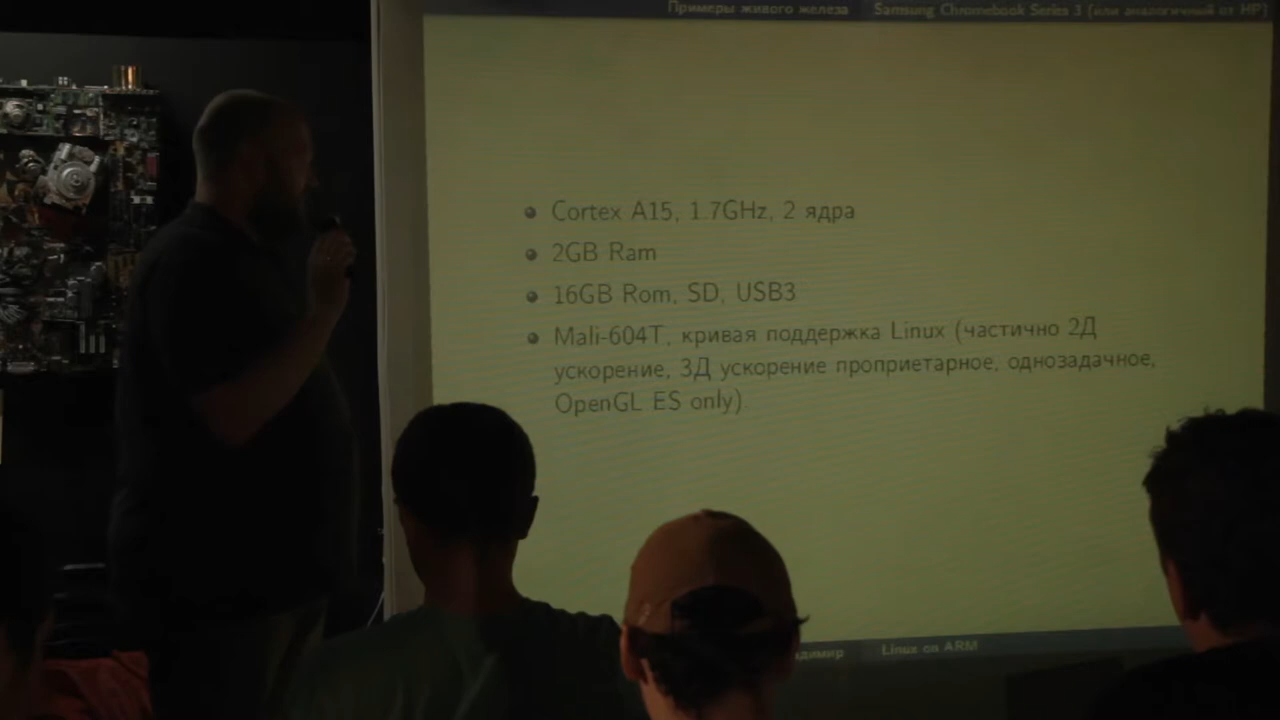 Примеры живого железа Samsung Chromebook Series 3 (или аналогичный от HP)
Cortex A15, 1.7GHz, 2 ядра
2GB Ram
16GB Rom, SD, USB3
Mali-604T, кривая поддержка Linux (частично 2Д
ускорение, 3Д ускорение проприетарное, однозадачное,
OpenGL ES only)
Linux on ARM